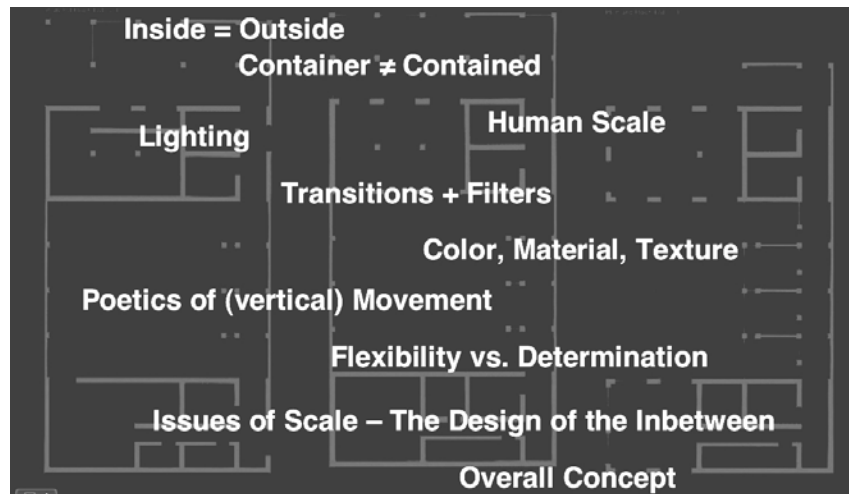 Inside = Outside
Container ≠ Contained
Human Scale
Lighting
Transitions + Filters
Color, Material, Texture
Poetics of (vertical) Movement
Flexibility vs. Determination
Issues of Scale – The Design of the Inbetween
Overall Concept